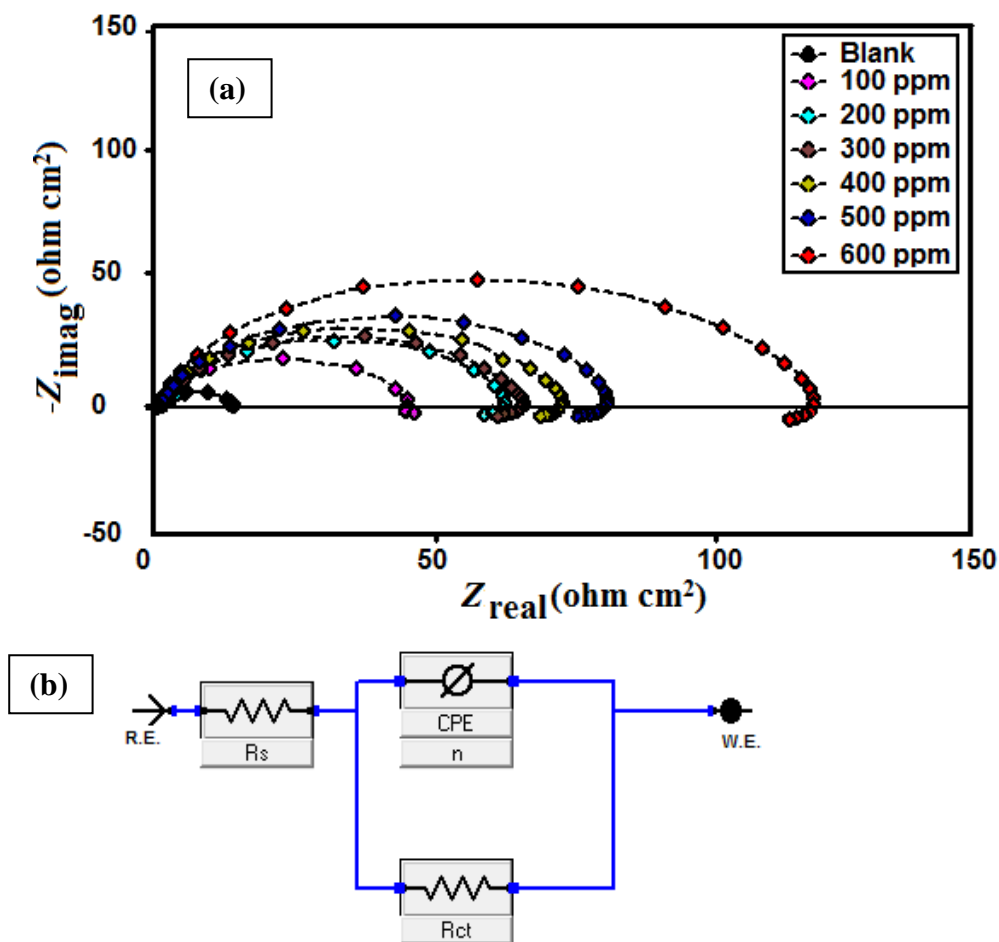 150
100
50
0
-50
-Zimag (ohm cm²)
(a)
Blank
100 ppm
200 ppm
300 ppm
400 ppm
500 ppm
600 ppm
0 50 100 150
Zreal (ohm cm²)
(b)
R.E.
Rs
CPE
n
W.E.
Rct